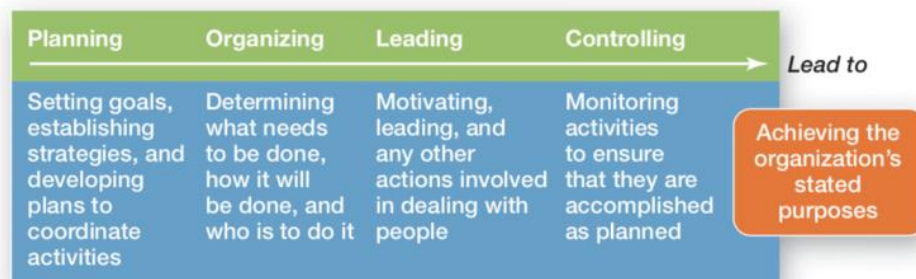 Planning
Organizing
Leading
Controlling
Lead to
Setting goals,
establishing
strategies, and
developing
plans to
coordinate
activities
Determining
what needs
to be done,
how it will
be done, and
who is to do it
Motivating,
leading, and
any other
actions involved
in dealing with
people
Monitoring
activities
to ensure
that they are
accomplished
as planned
Achieving the
organization's
stated
purposes